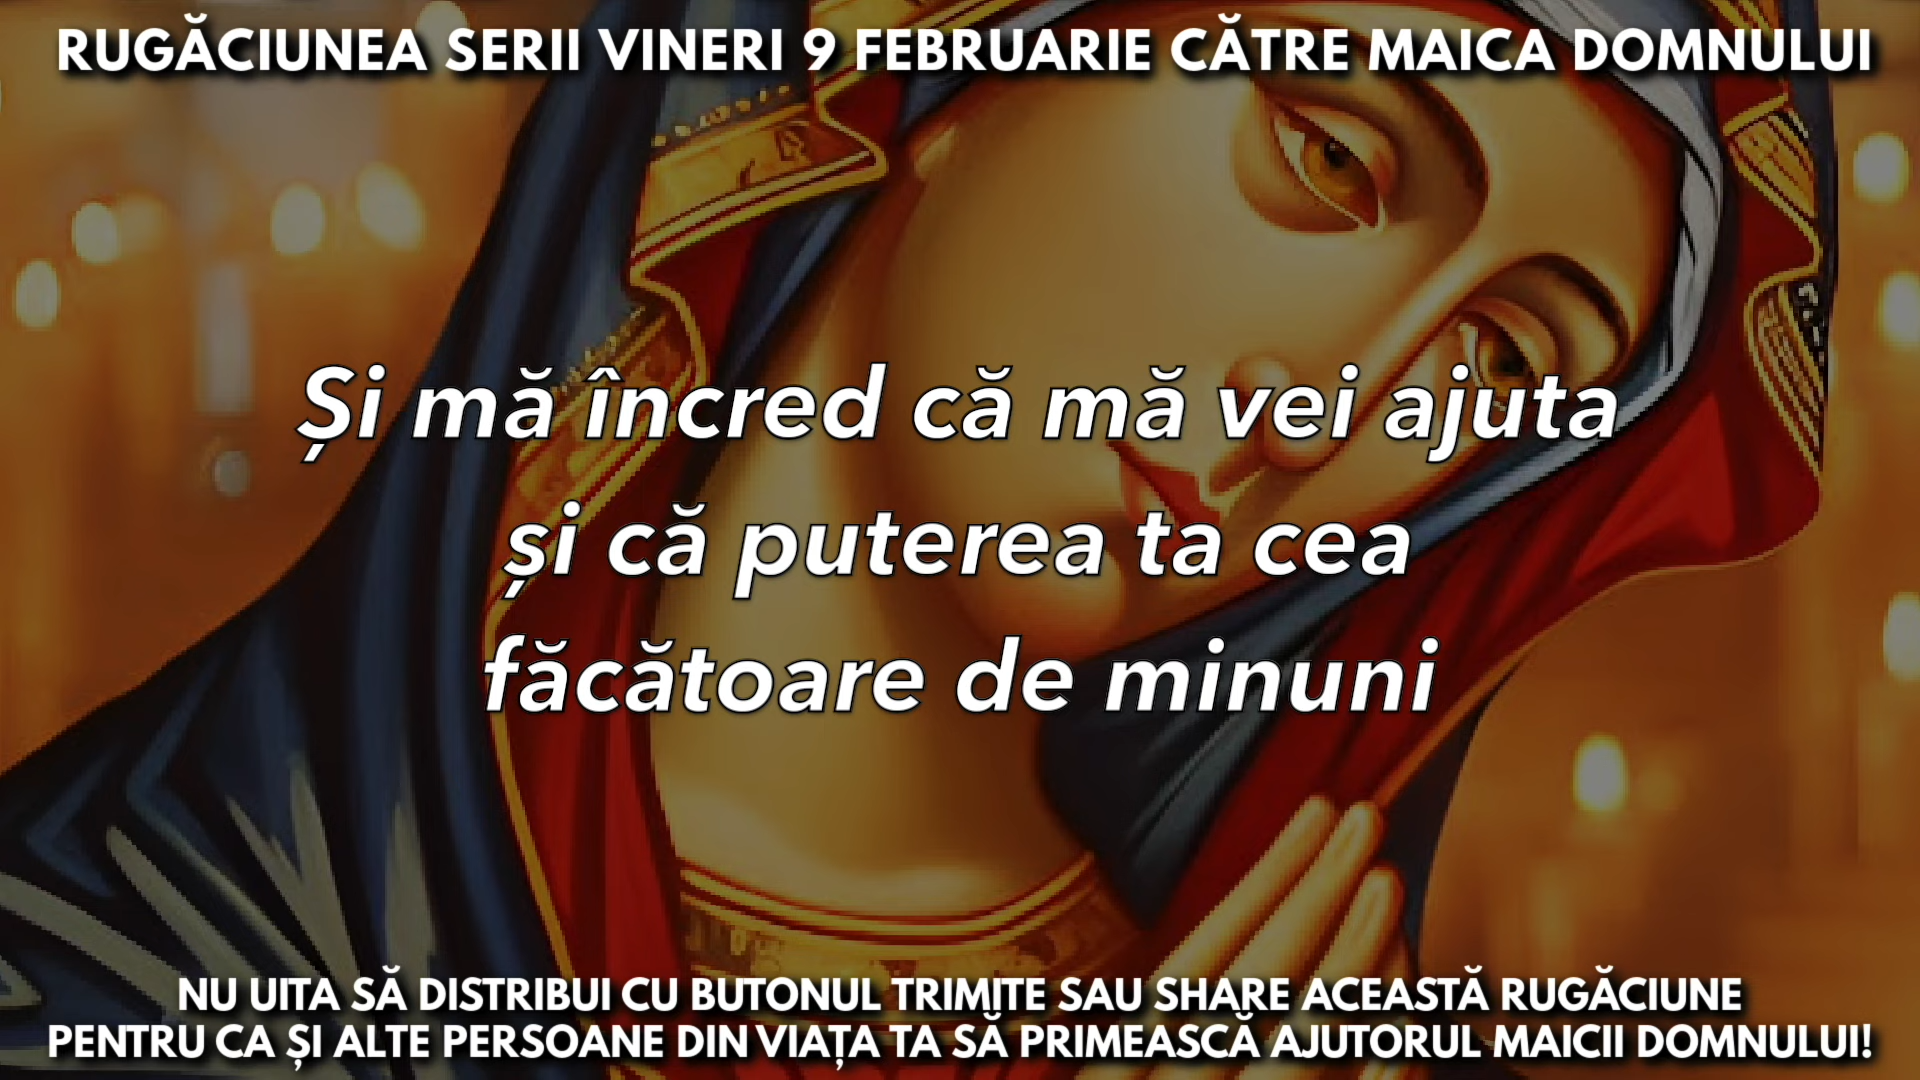 RUGĂCIUNEA SERII VINERI 9 FEBRUARIE CĂTRE MAICA DOMNULUI
Și mă încred că mă vei ajuta
și că puterea ta cea
făcătoare de minuni
NU UITA SĂ DISTRIBUI CU BUTONUL TRIMITE SAU SHARE ACEASTĂ RUGĂCIUNE
PENTRU CA ȘI ALTE PERSOANE DIN VIAȚA TA SĂ PRIMEASCĂ AJUTORUL MAICII DOMNULUI!